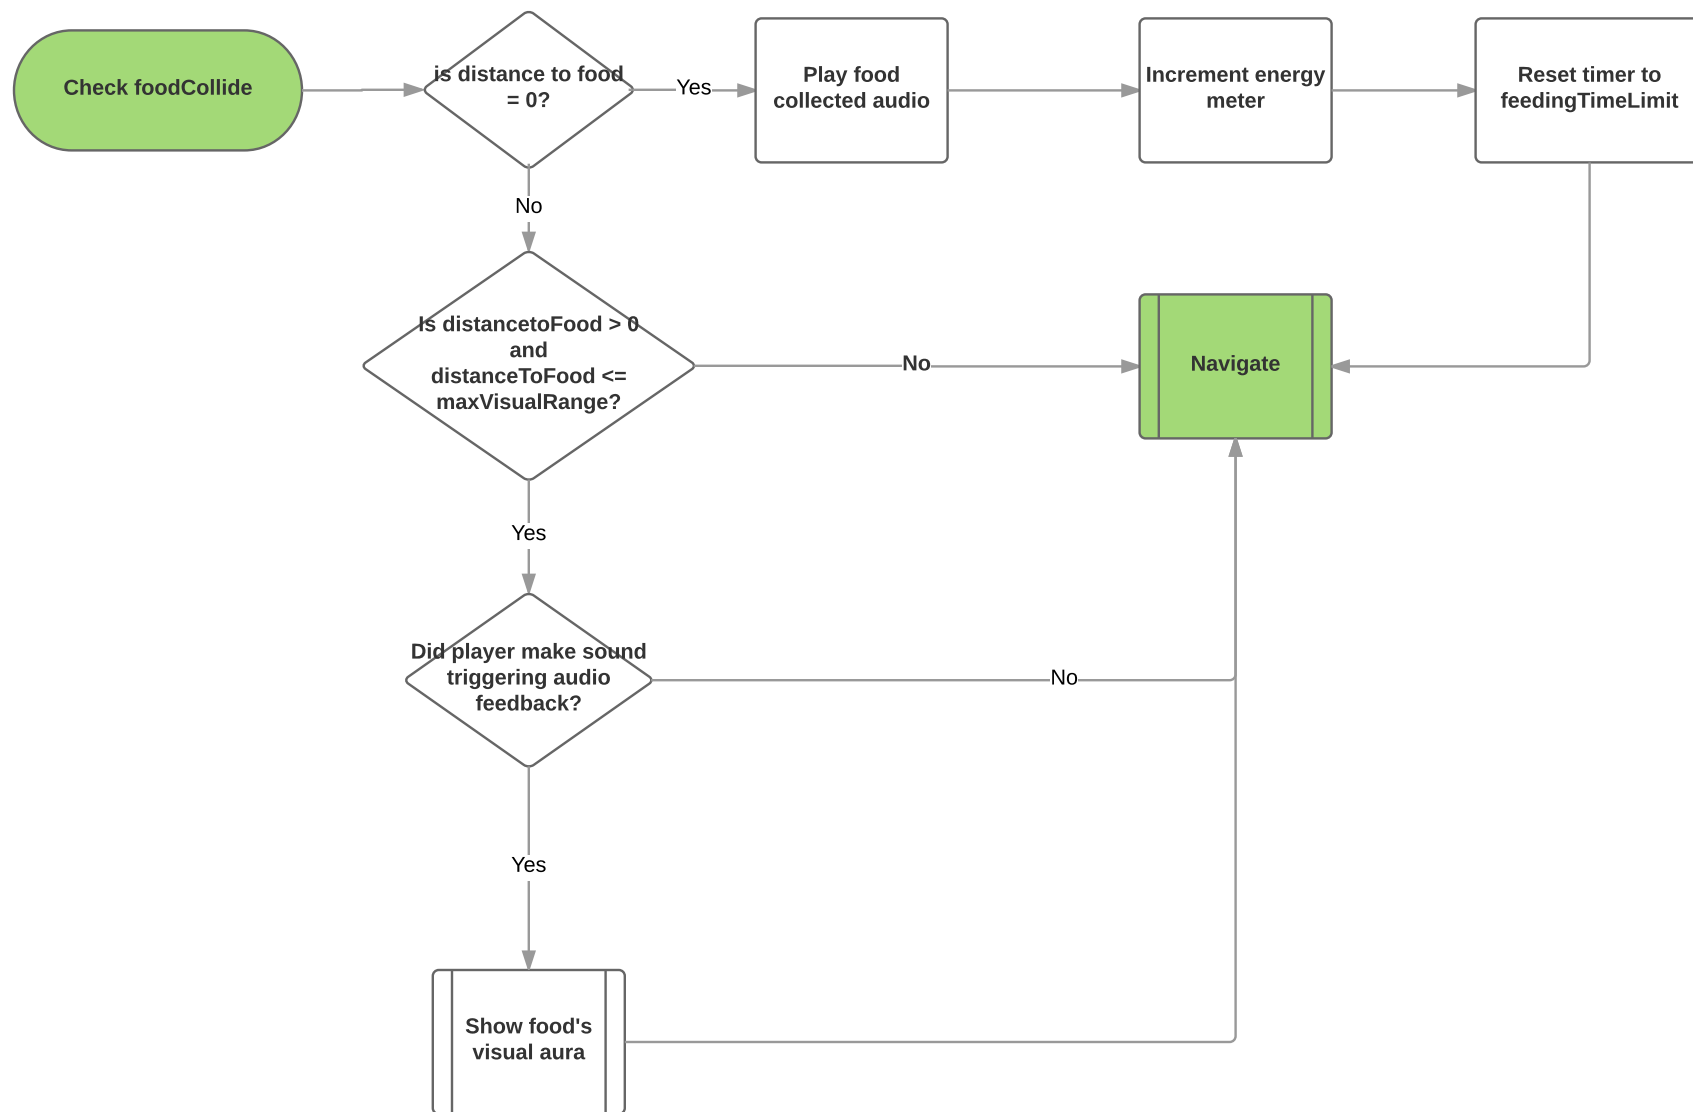 Check foodCollide
is distance to food
= 0?
Yes
Play food
collected audio
Increment energy
meter
Reset timer to
feedingTimeLimit
No
Is distancetoFood > 0
and
distanceToFood <=
maxVisualRange?
No
Navigate
Yes
Did player make sound
triggering audio
feedback?
No
Yes
Show food's
visual aura